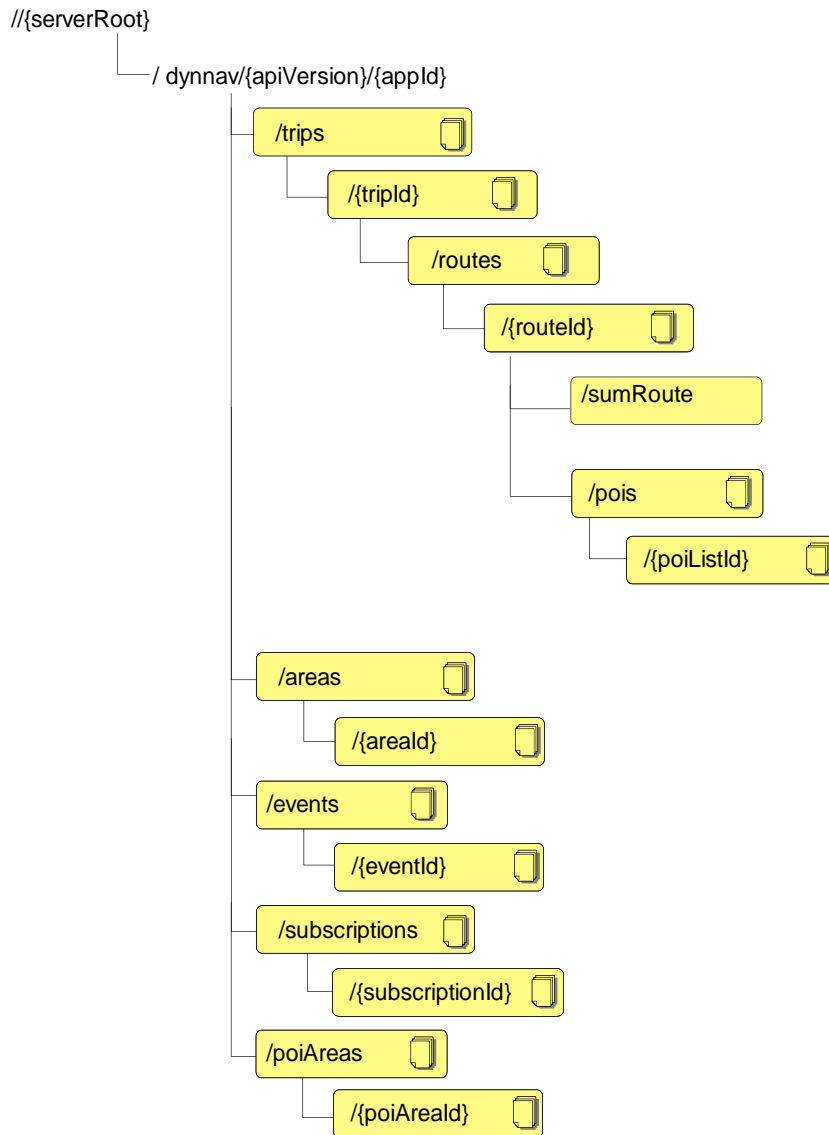 //{serverRoot}
/ dynnav/{apiVersion}/{appId}
/trips
/{tripId}
/routes
/{routeId}
/sumRoute
/pois
/{poiListId}
/areas
/{areaId}
/events
/{eventId}
/subscriptions
/{subscriptionId}
/poiAreas
/{poiAreaId}